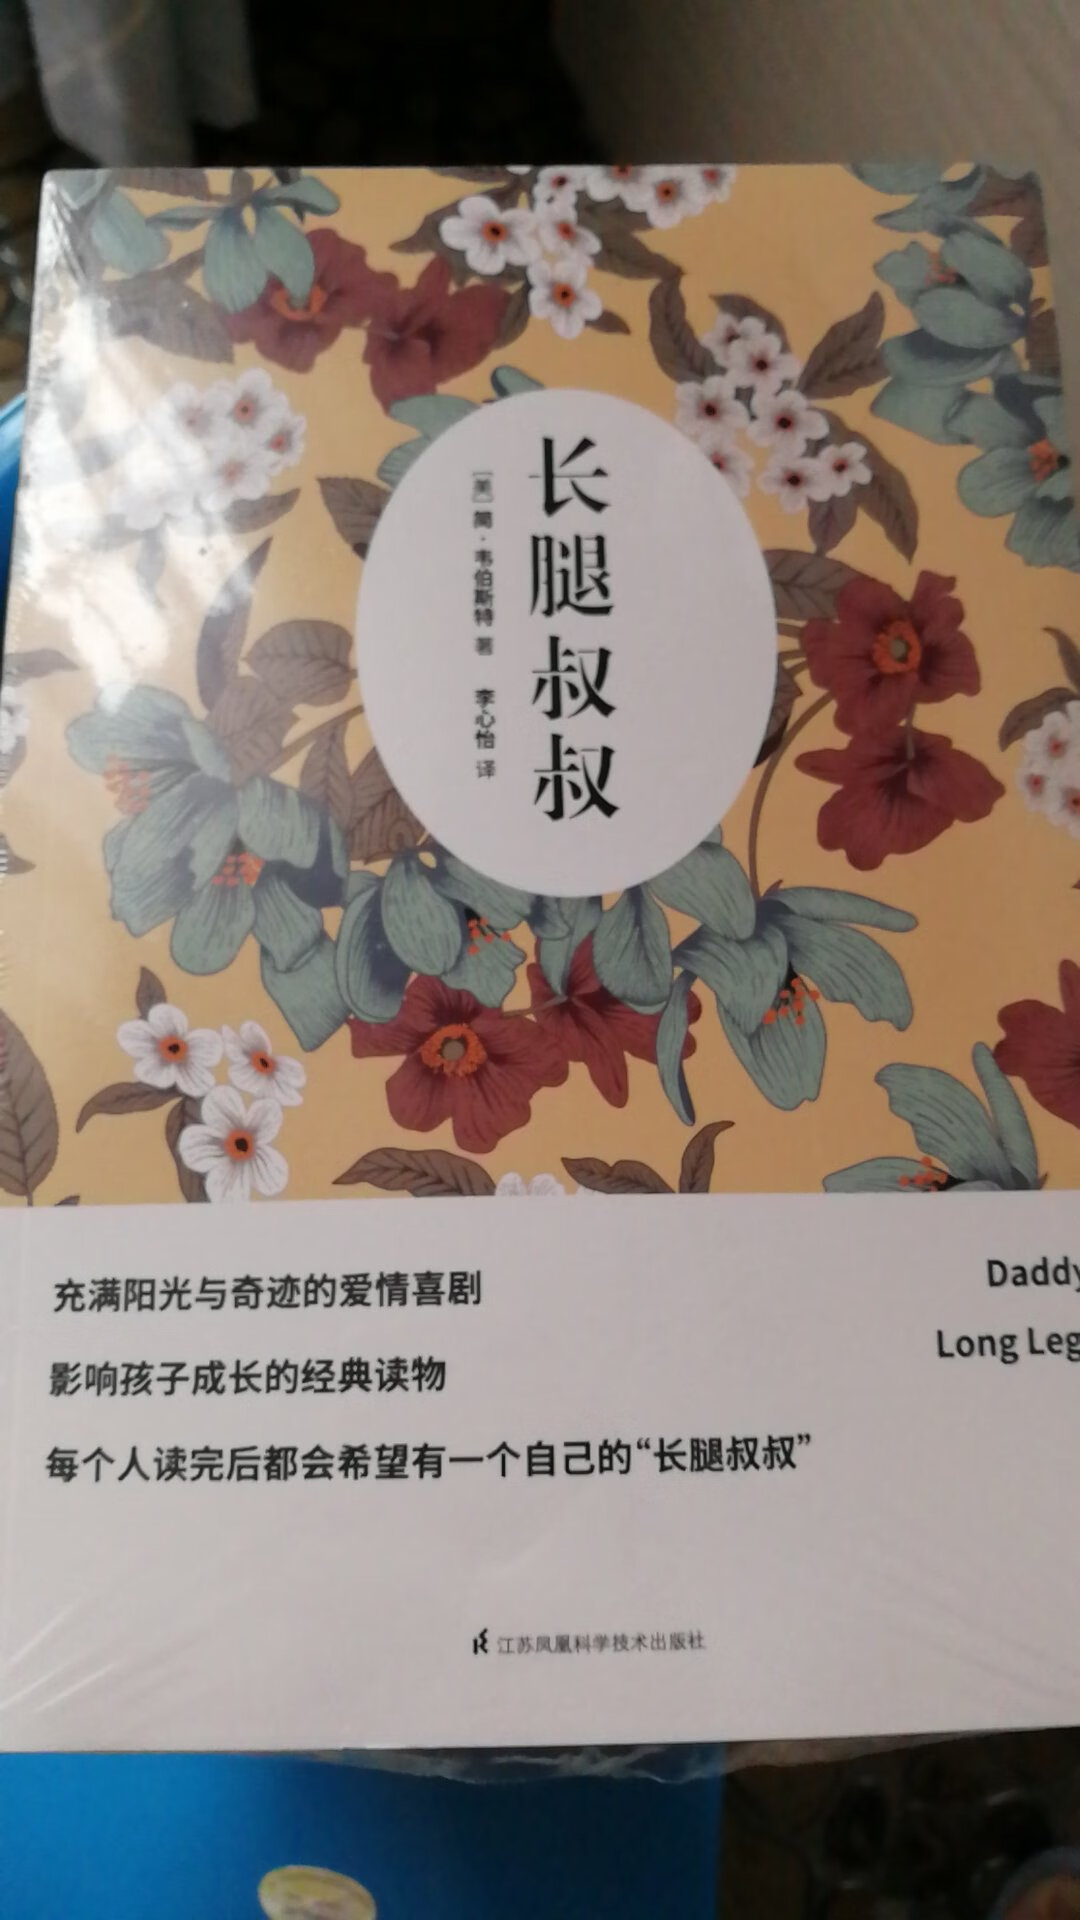 长腿叔叔
[美] 简·韦伯斯特 著 李心怡 译
充满阳光与奇迹的爱情喜剧
影响孩子成长的经典读物
每个人读完后都会希望有一个自己的“长腿叔叔”
Daddy
Long Leg
江苏凤凰科学技术出版社